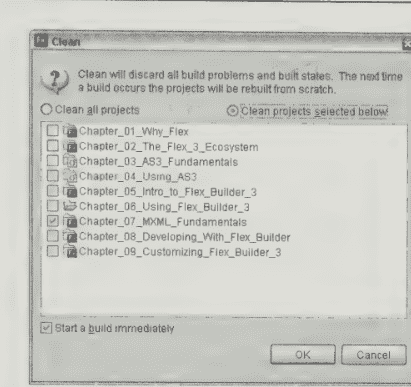 Clean
Clean will discard all build problems and built states. The next time
a build occurs the projects will be rebuilt from scratch.
Clean all projects
Clean projects selected below:
Chapter_01_Why_Flex
Chapter_02_The_Flex_3_Ecosystem
Chapter_03_AS3_Fundamentals
Chapter_04_Using_AS3
Chapter_05_Intro_to_Flex_Builder_3
Chapter_06_Using_Flex_Builder_3
Chapter_07_MXML_Fundamentals
Chapter_08_Developing_With_Flex_Builder
Chapter_09_Customizing_Flex_Builder_3
Start a build immediately
OK
Cancel